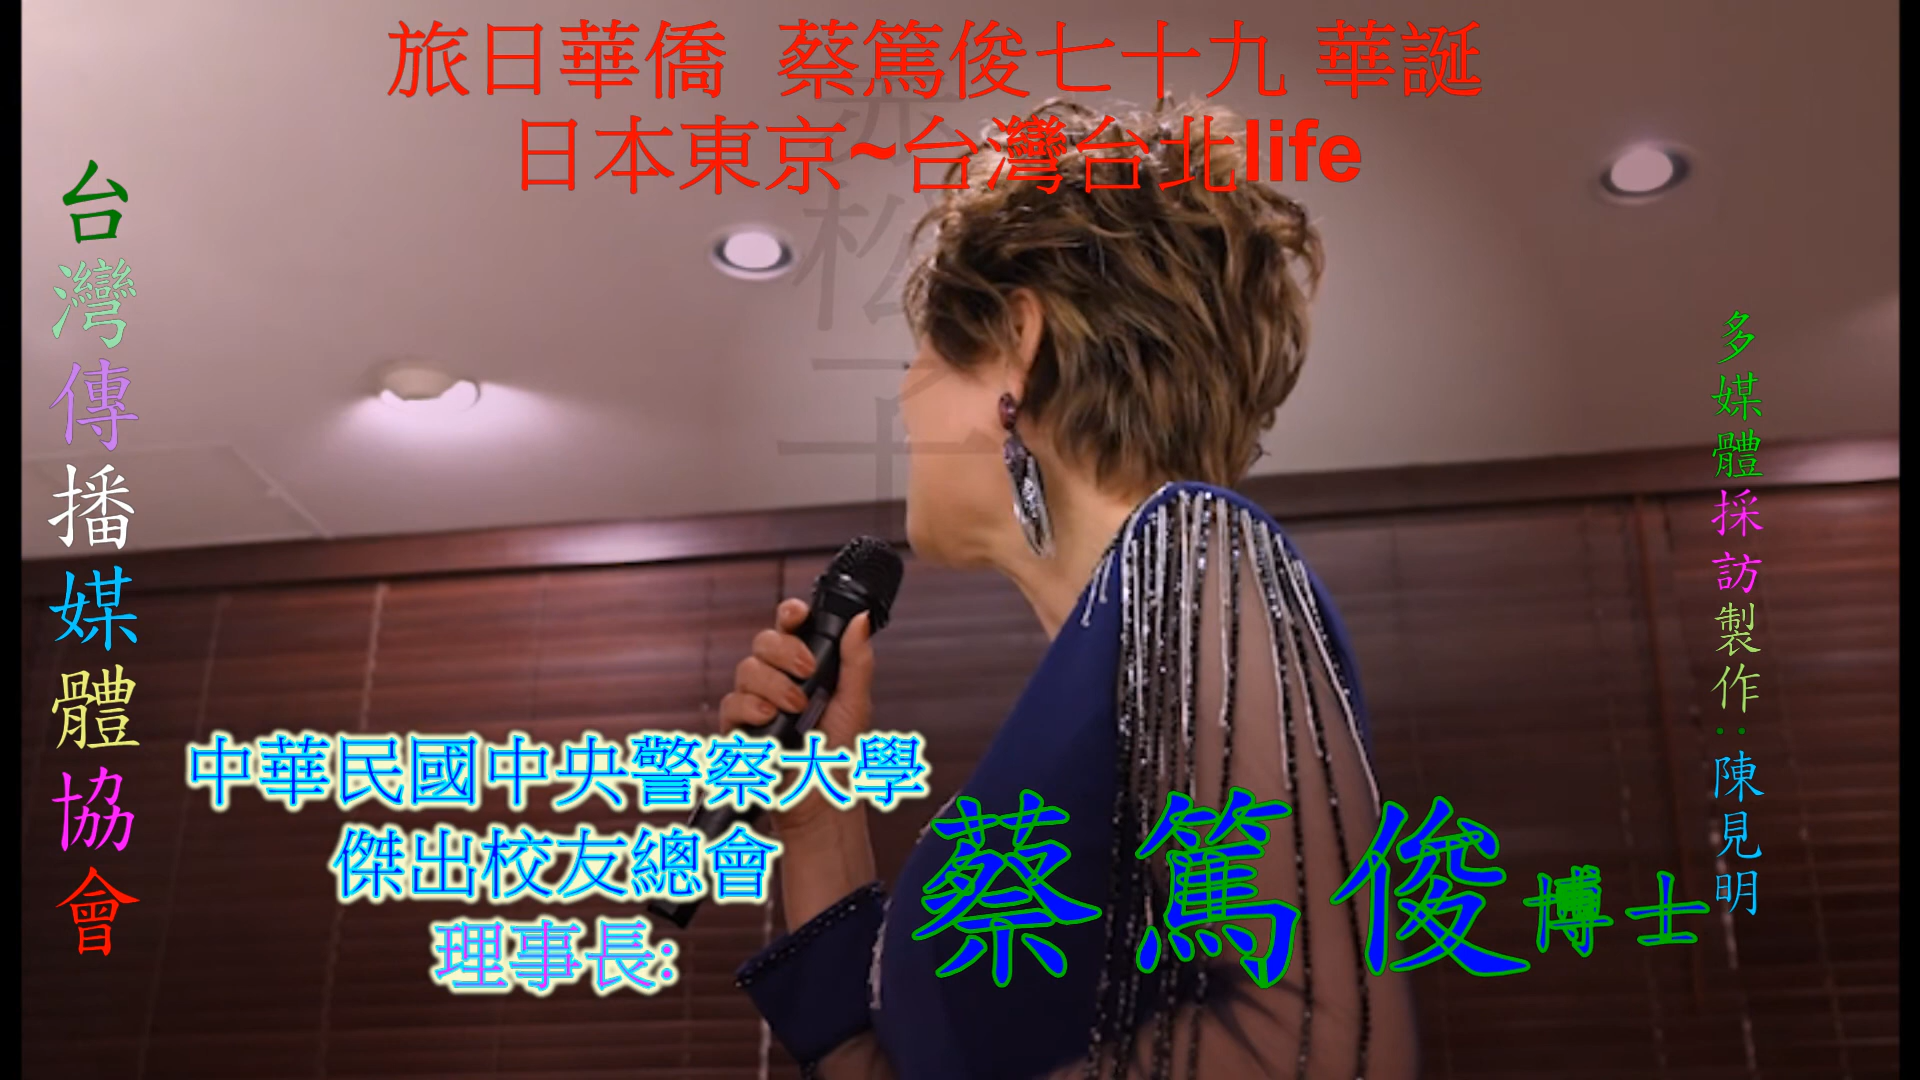 旅日華僑 蔡篤俊七十九 華誕
日本東京~台灣台北life
台灣傳播媒體協會
多媒體採訪製作:陳見明
赤松子
中華民國中央警察大學
傑出校友總會
理事長:
蔡篤俊博士